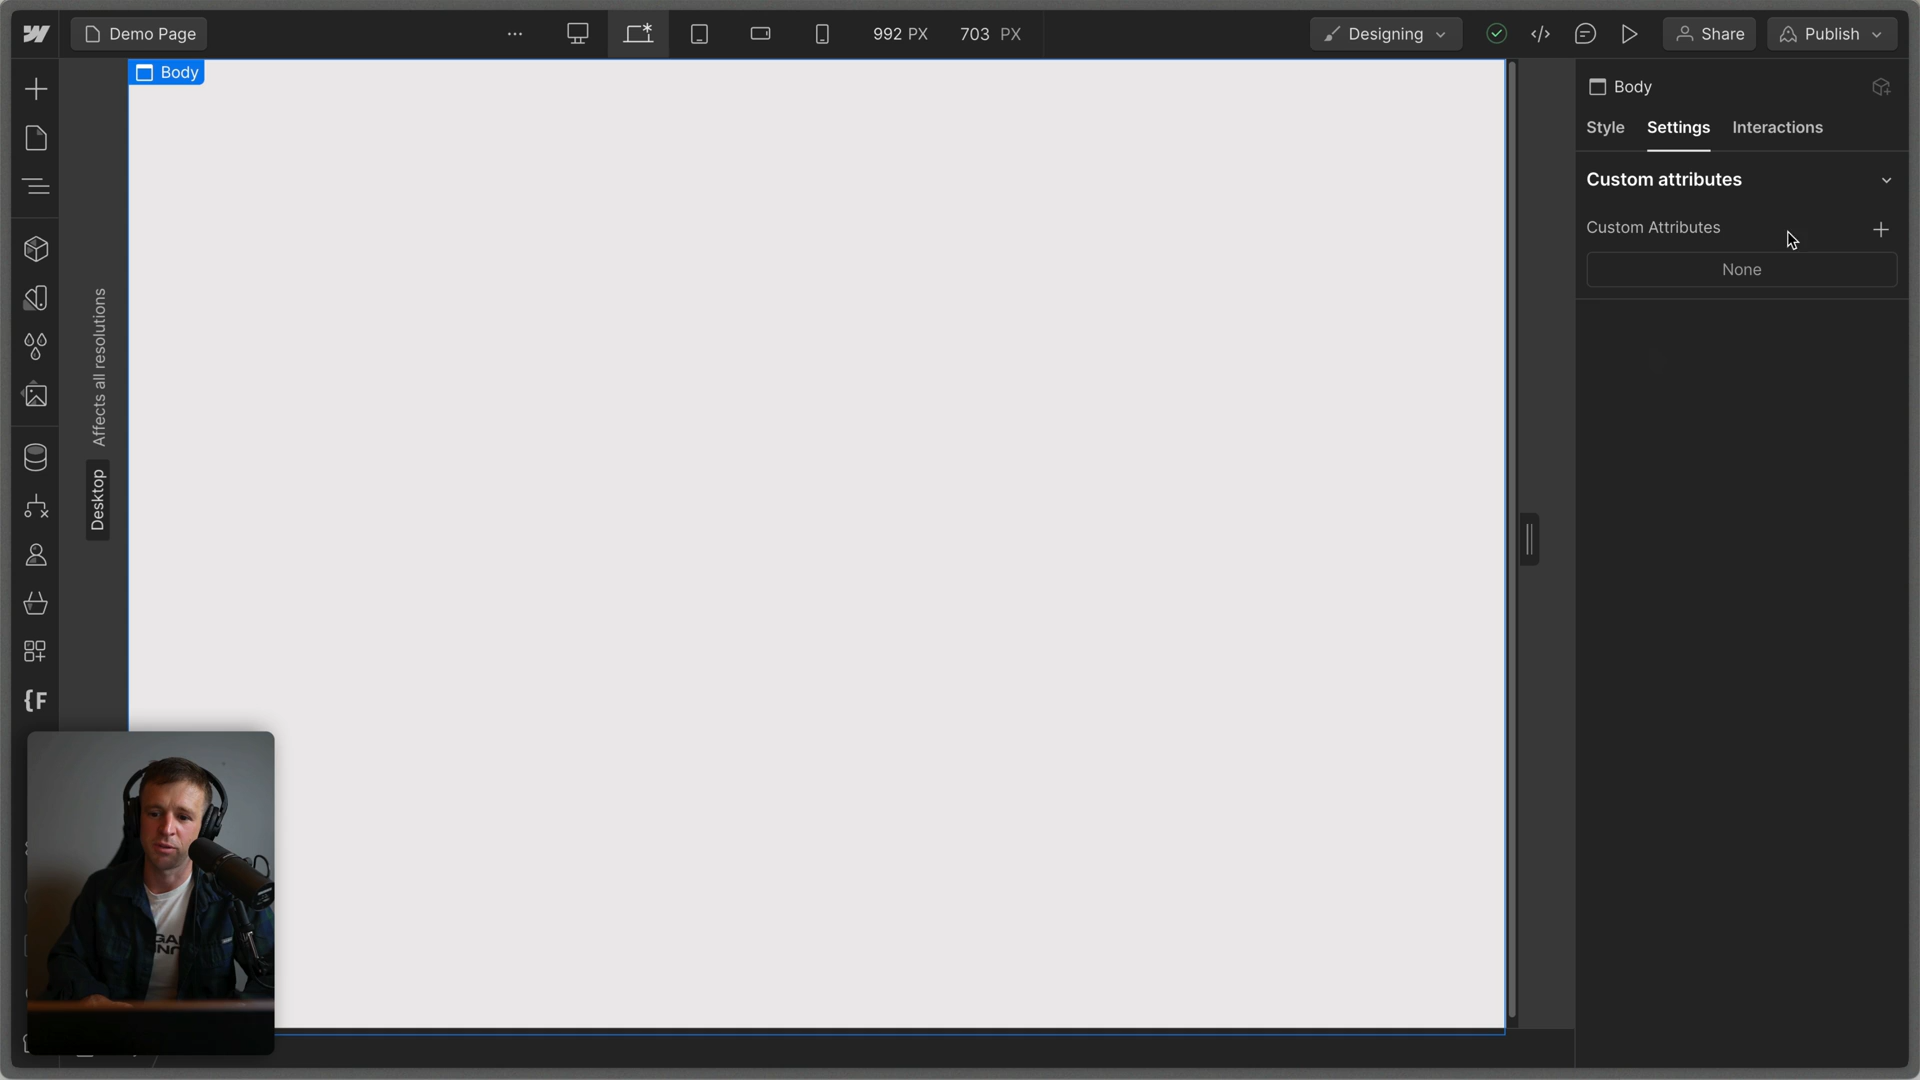 Demo Page
992 PX
703 PX
Designing
Share
Publish
Body
Body
Style
Settings
Interactions
Custom attributes
Custom Attributes
None
Affects all resolutions
Desktop
{F